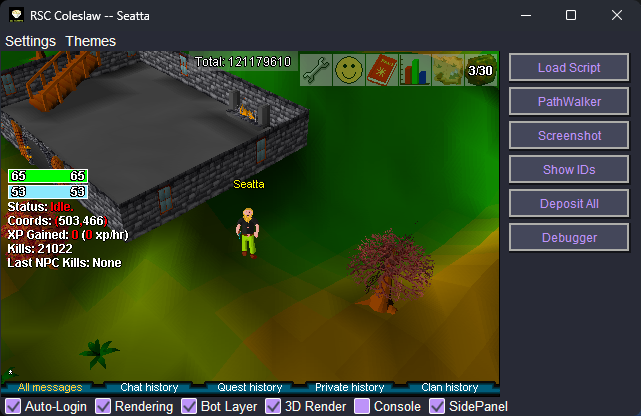 RSC Coleslaw -- Seatta
Settings Themes
Total: 121179610
3/30
Load Script
PathWalker
Screenshot
Show IDs
Deposit All
Debugger
65 65
53 53
Status: Idle.
Coords: (503,466)
XP Gained: 0 (0 xp/hr)
Kills: 21022
Last NPC Kills: None
Seatta
*
All messages Chat history Quest history Private history Clan history
Auto-Login Rendering Bot Layer 3D Render Console SidePanel